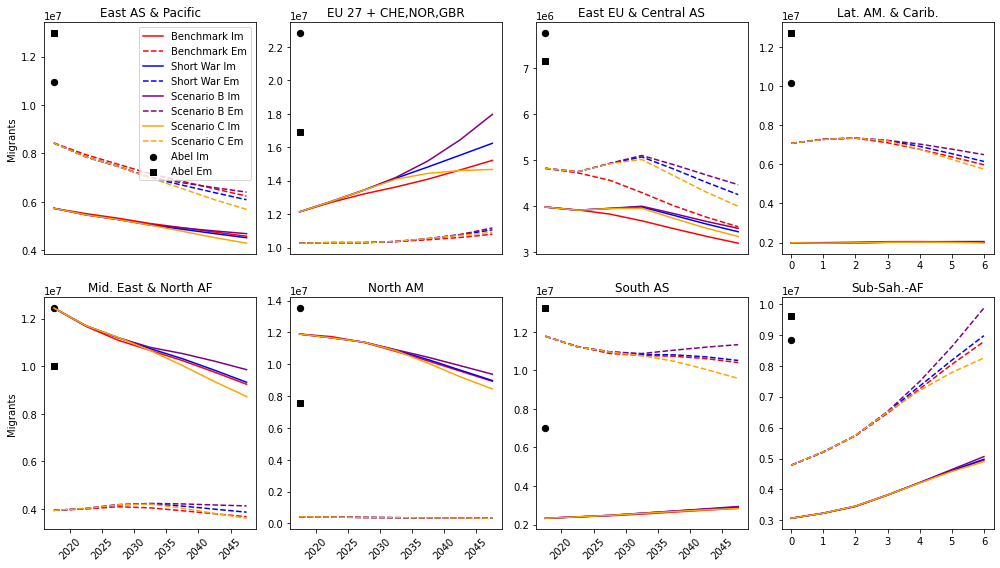 East AS & Pacific
1e7
Migrants
1.2
1.0
0.8
0.6
0.4
Benchmark Im
Benchmark Em
Short War Im
Short War Em
Scenario B Im
Scenario B Em
Scenario C Im
Scenario C Em
Abel Im
Abel Em
EU 27 + CHE,NOR,GBR
1e7
2.2
2.0
1.8
1.6
1.4
1.2
1.0
East EU & Central AS
1e6
7
6
5
4
3
Lat. AM. & Carib.
1e7
1.2
1.0
0.8
0.6
0.4
0.2
0 1 2 3 4 5 6
Mid. East & North AF
1e7
Migrants
1.2
1.0
0.8
0.6
0.4
2020 2025 2030 2035 2040 2045
North AM
1e7
1.4
1.2
1.0
0.8
0.6
0.4
0.2
0.0
2020 2025 2030 2035 2040 2045
South AS
1e7
1.2
1.0
0.8
0.6
0.4
0.2
2020 2025 2030 2035 2040 2045
Sub-Sah.-AF
1e7
1.0
0.9
0.8
0.7
0.6
0.5
0.4
0.3
0 1 2 3 4 5 6